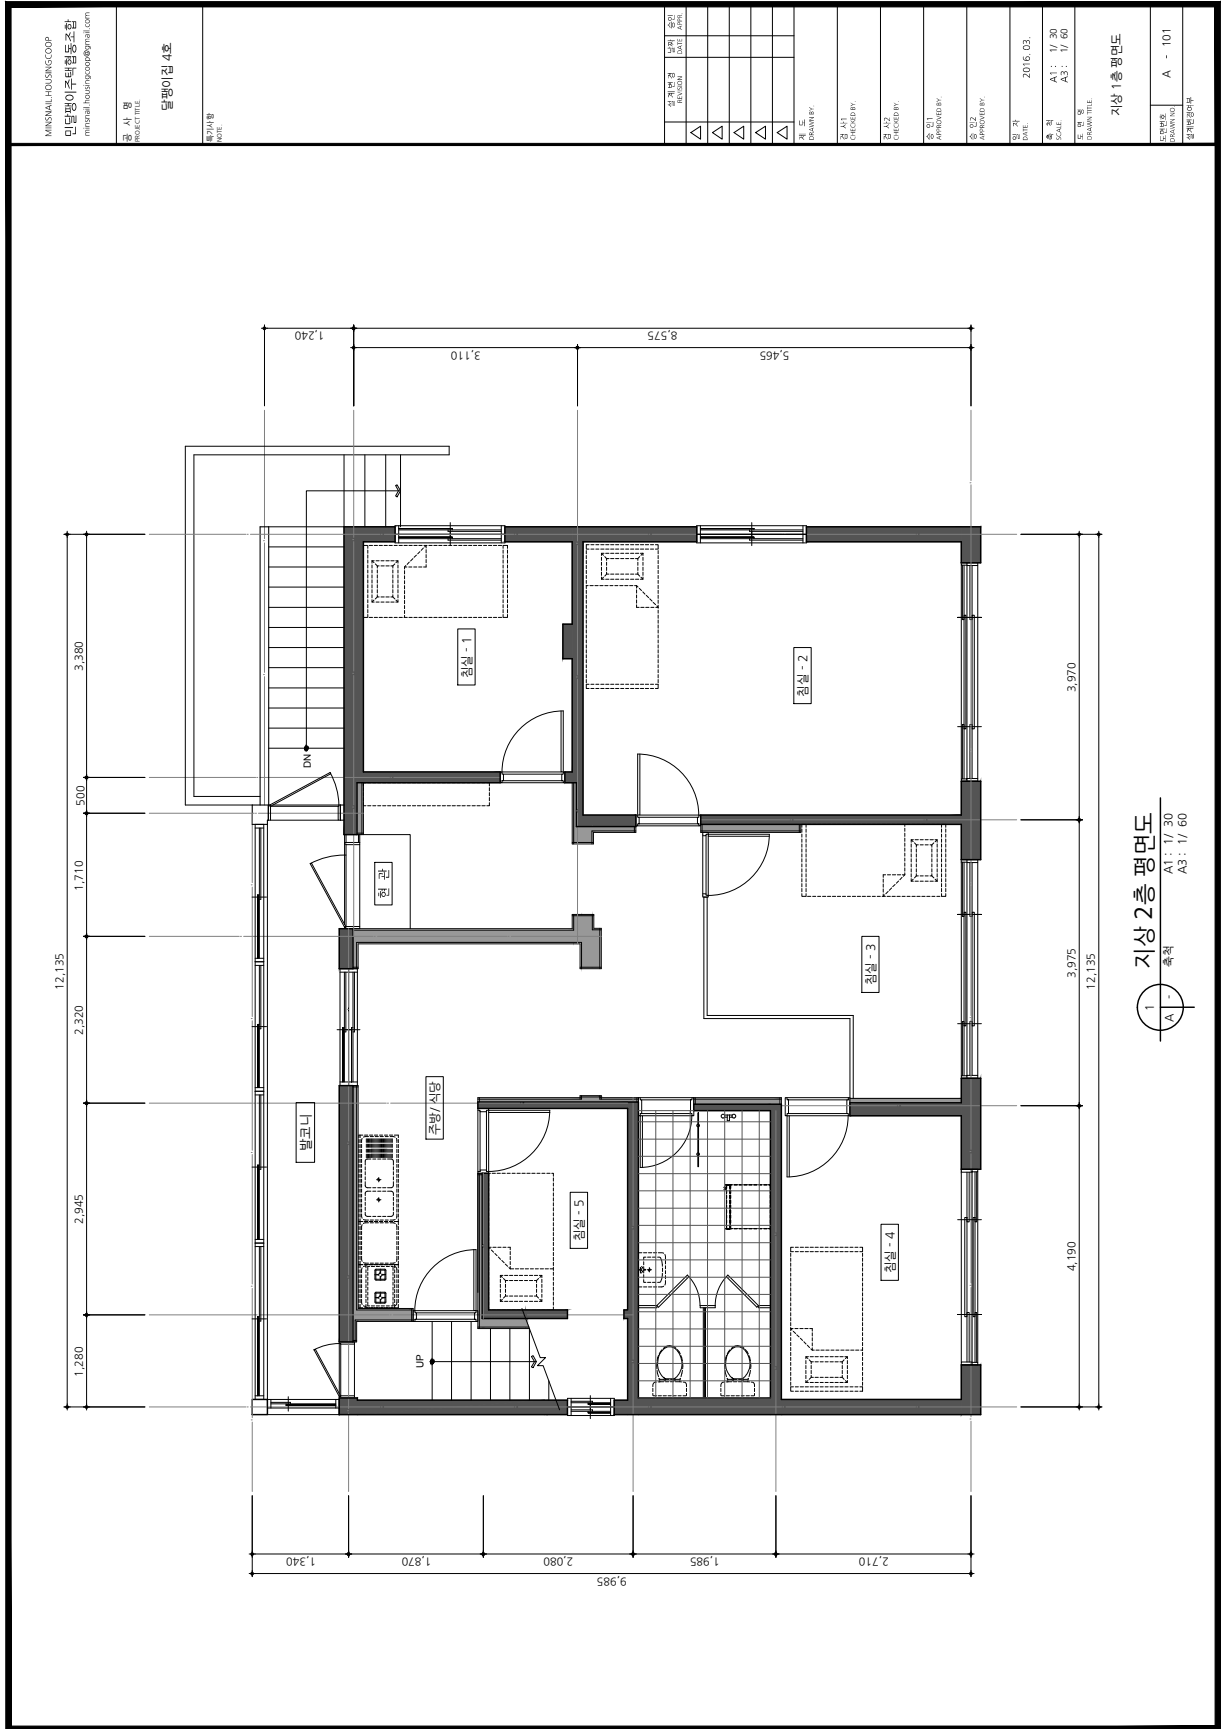 MINSNAIL.HOUSINGCOOP
민달팽이주택협동조합
minsnail.housingcoop@gmail.com
공 사 명
PROJECT TITLE
달팽이집 4호
특기사항
NOTE
설 계 변 경
REVISION
날짜
DATE
승인
APPR.
제 도
DRAWN BY.
검 사1
CHECKED BY.
검 사2
CHECKED BY.
승 인1
APPROVED BY.
승 인2
APPROVED BY.
일 자
DATE.
2016. 03.
축 척
SCALE.
A1 : 1/ 30
A3 : 1/ 60
도 면 명
DRAWN TITLE.
지상 1층 평면도
도면번호
DRAWN NO.
A - 101
설계변경여부
1,240
8,575
3,110
5,465
12,135
3,380
500
1,710
2,320
2,945
1,280
DN
침실 - 1
침실 - 2
현 관
침실 - 3
발코니
주방/ 식당
침실 - 5
침실 - 4
UP
3,970
3,975
4,190
12,135
1,340
1,870
2,080
1,985
2,710
9,985
1
A -
지상 2층 평면도
축척
A1 : 1/ 30
A3 : 1/ 60